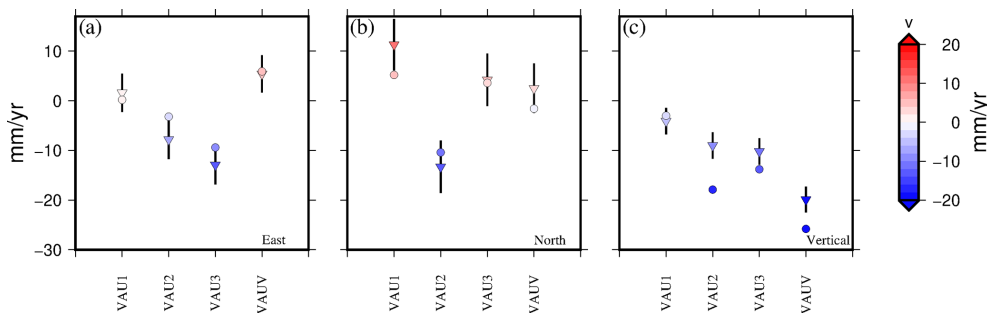 (a)
(b)
(c)
v
mm/yr
10
0
−10
−20
−30
East
North
Vertical
VAU1
VAU2
VAU3
VAUV
VAU1
VAU2
VAU3
VAUV
VAU1
VAU2
VAU3
VAUV
20
10
0
−10
−20
mm/yr